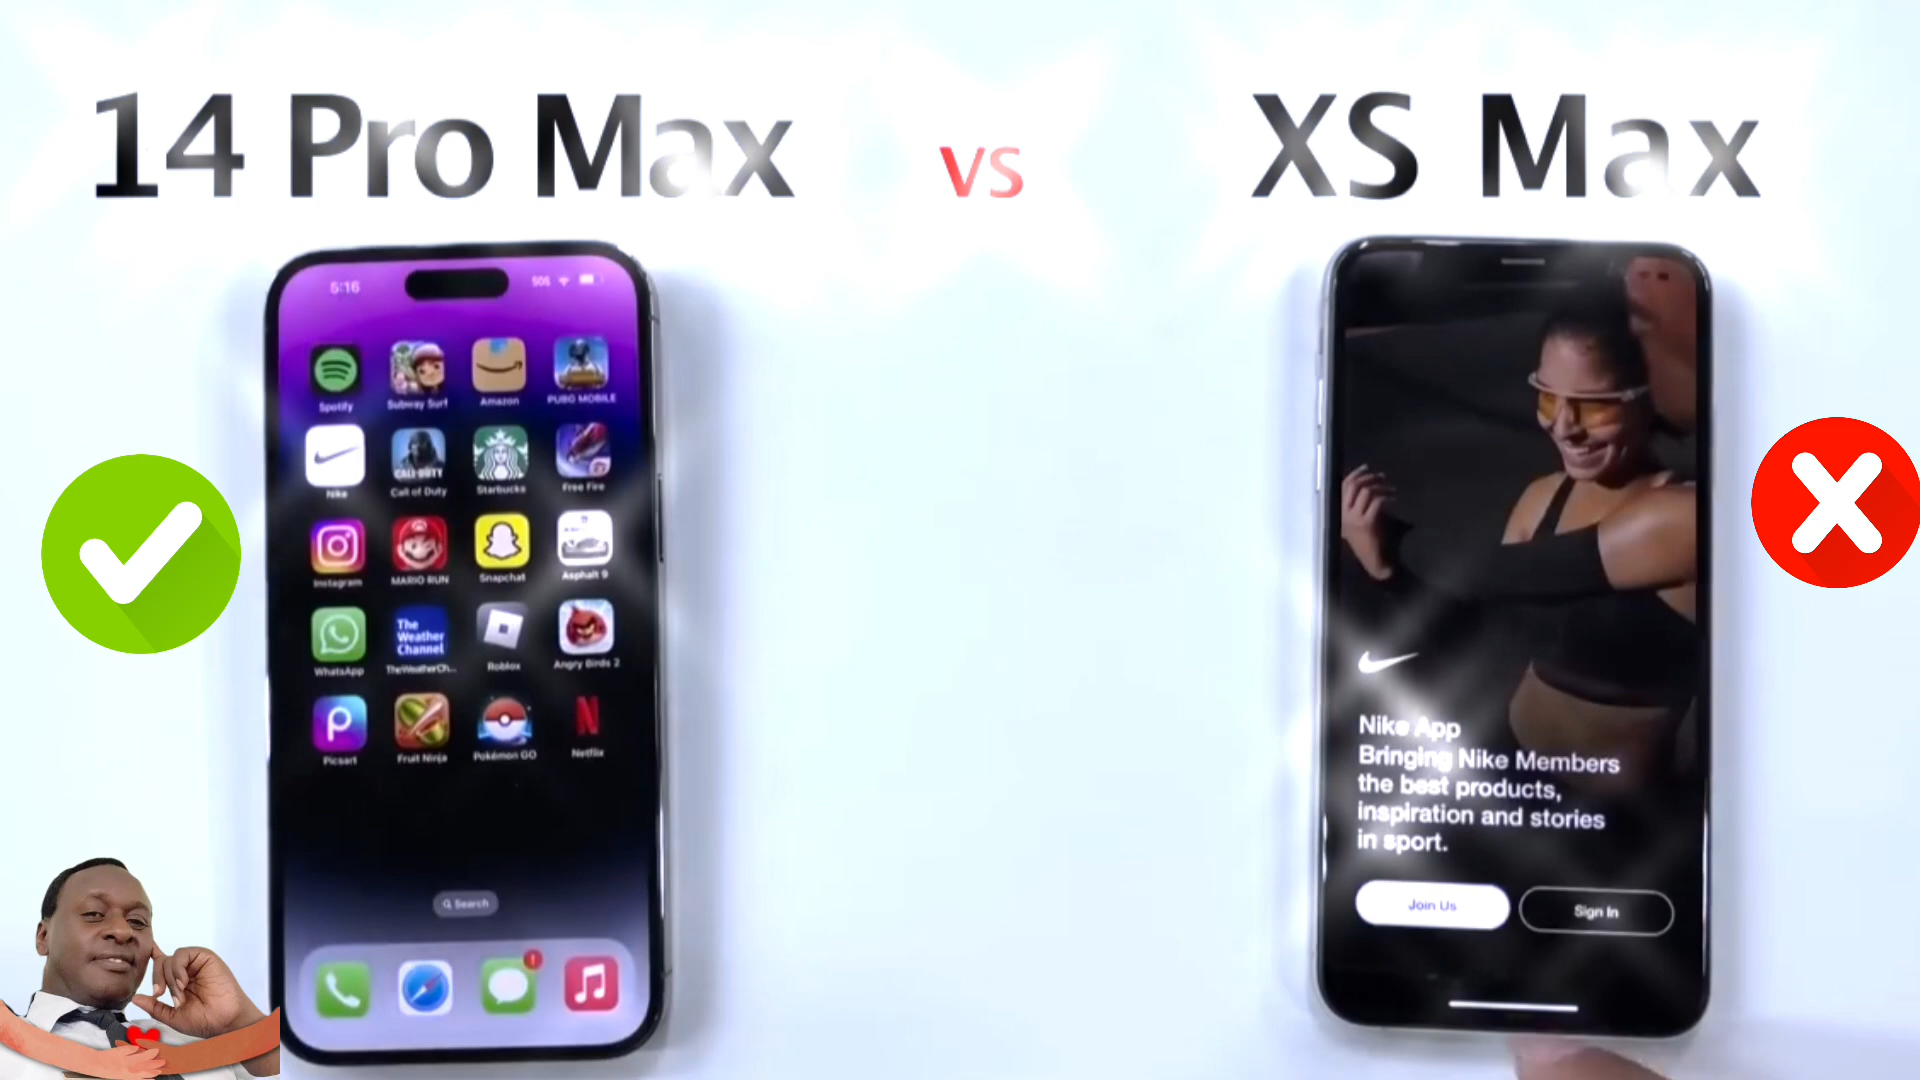 14 Pro Max vs XS Max
5:16
SOS
Spotify
Subway Surf
Amazon
PUBG MOBILE
Nike
CALL DUTY
Call of Duty
Starbucks
Free Fire
Instagram
MARIO RUN
Snapchat
Asphalt 9
The
Weather
Channel
WhatsApp
TheWeatherCh...
Roblox
Angry Birds 2
Picsart
Fruit Ninja
Pokémon GO
Netflix
Search
Nike App
Bringing Nike Members
the best products,
inspiration and stories
in sport.
Join Us
Sign In